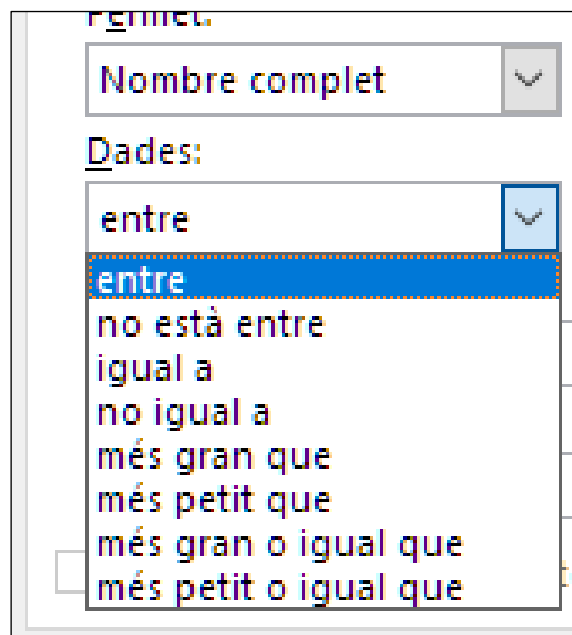 Permet:
Nombre complet
Dades:
entre
entre
no està entre
igual a
no igual a
més gran que
més petit que
més gran o igual que
més petit o igual que